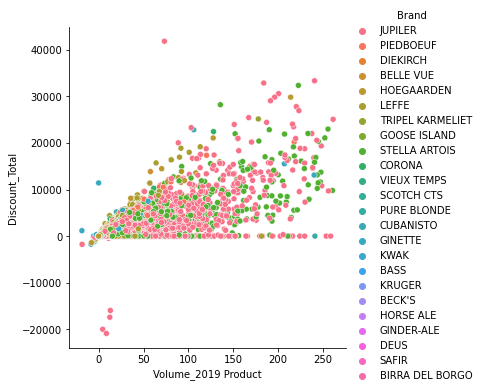 Brand
JUPILER
PIEDBOEUF
DIEKIRCH
BELLE VUE
HOEGAARDEN
LEFFE
TRIPEL KARMELIET
GOOSE ISLAND
STELLA ARTOIS
CORONA
VIEUX TEMPS
SCOTCH CTS
PURE BLONDE
CUBANISTO
GINETTE
KWAK
BASS
KRUGER
BECK'S
HORSE ALE
GINDER-ALE
DEUS
SAFIR
BIRRA DEL BORGO
Discount_Total
40000
30000
20000
10000
0
−10000
−20000
0 50 100 150 200 250
Volume_2019 Product